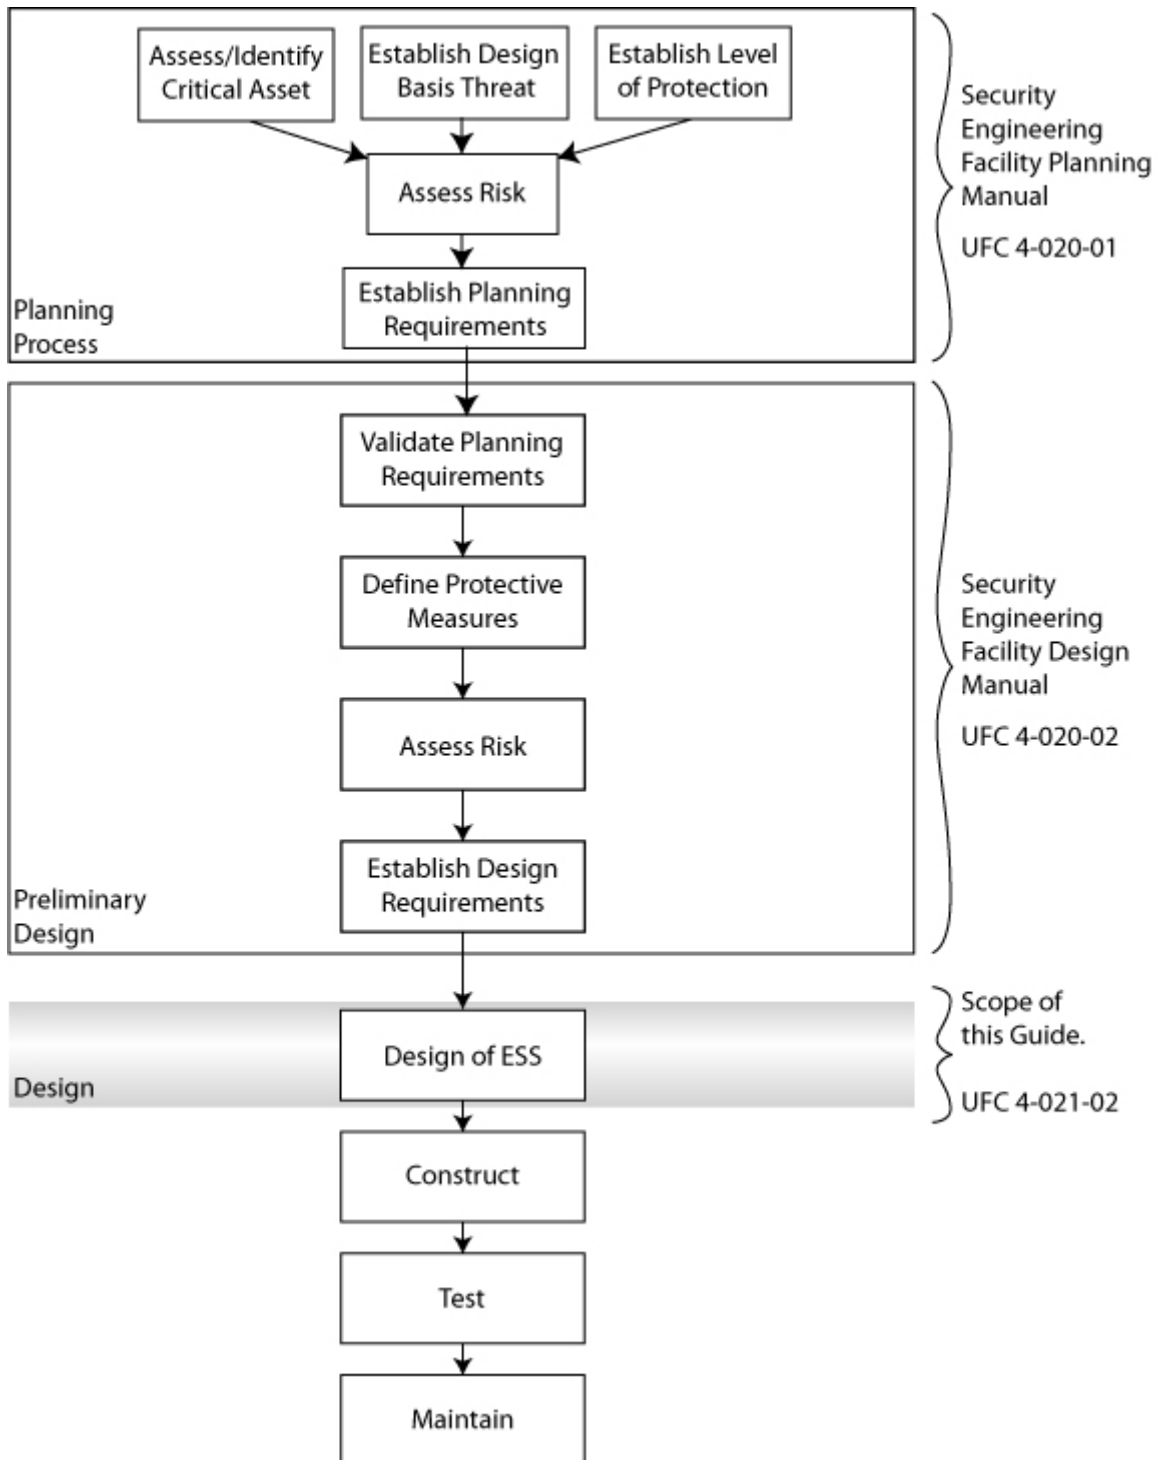 Assess/Identify
Critical Asset
Establish Design
Basis Threat
Establish Level
of Protection
Assess Risk
Establish Planning
Requirements
Planning
Process
Security
Engineering
Facility Planning
Manual
UFC 4-020-01
Validate Planning
Requirements
Define Protective
Measures
Assess Risk
Establish Design
Requirements
Preliminary
Design
Security
Engineering
Facility Design
Manual
UFC 4-020-02
Design of ESS
Design
Scope of
this Guide.
UFC 4-021-02
Construct
Test
Maintain